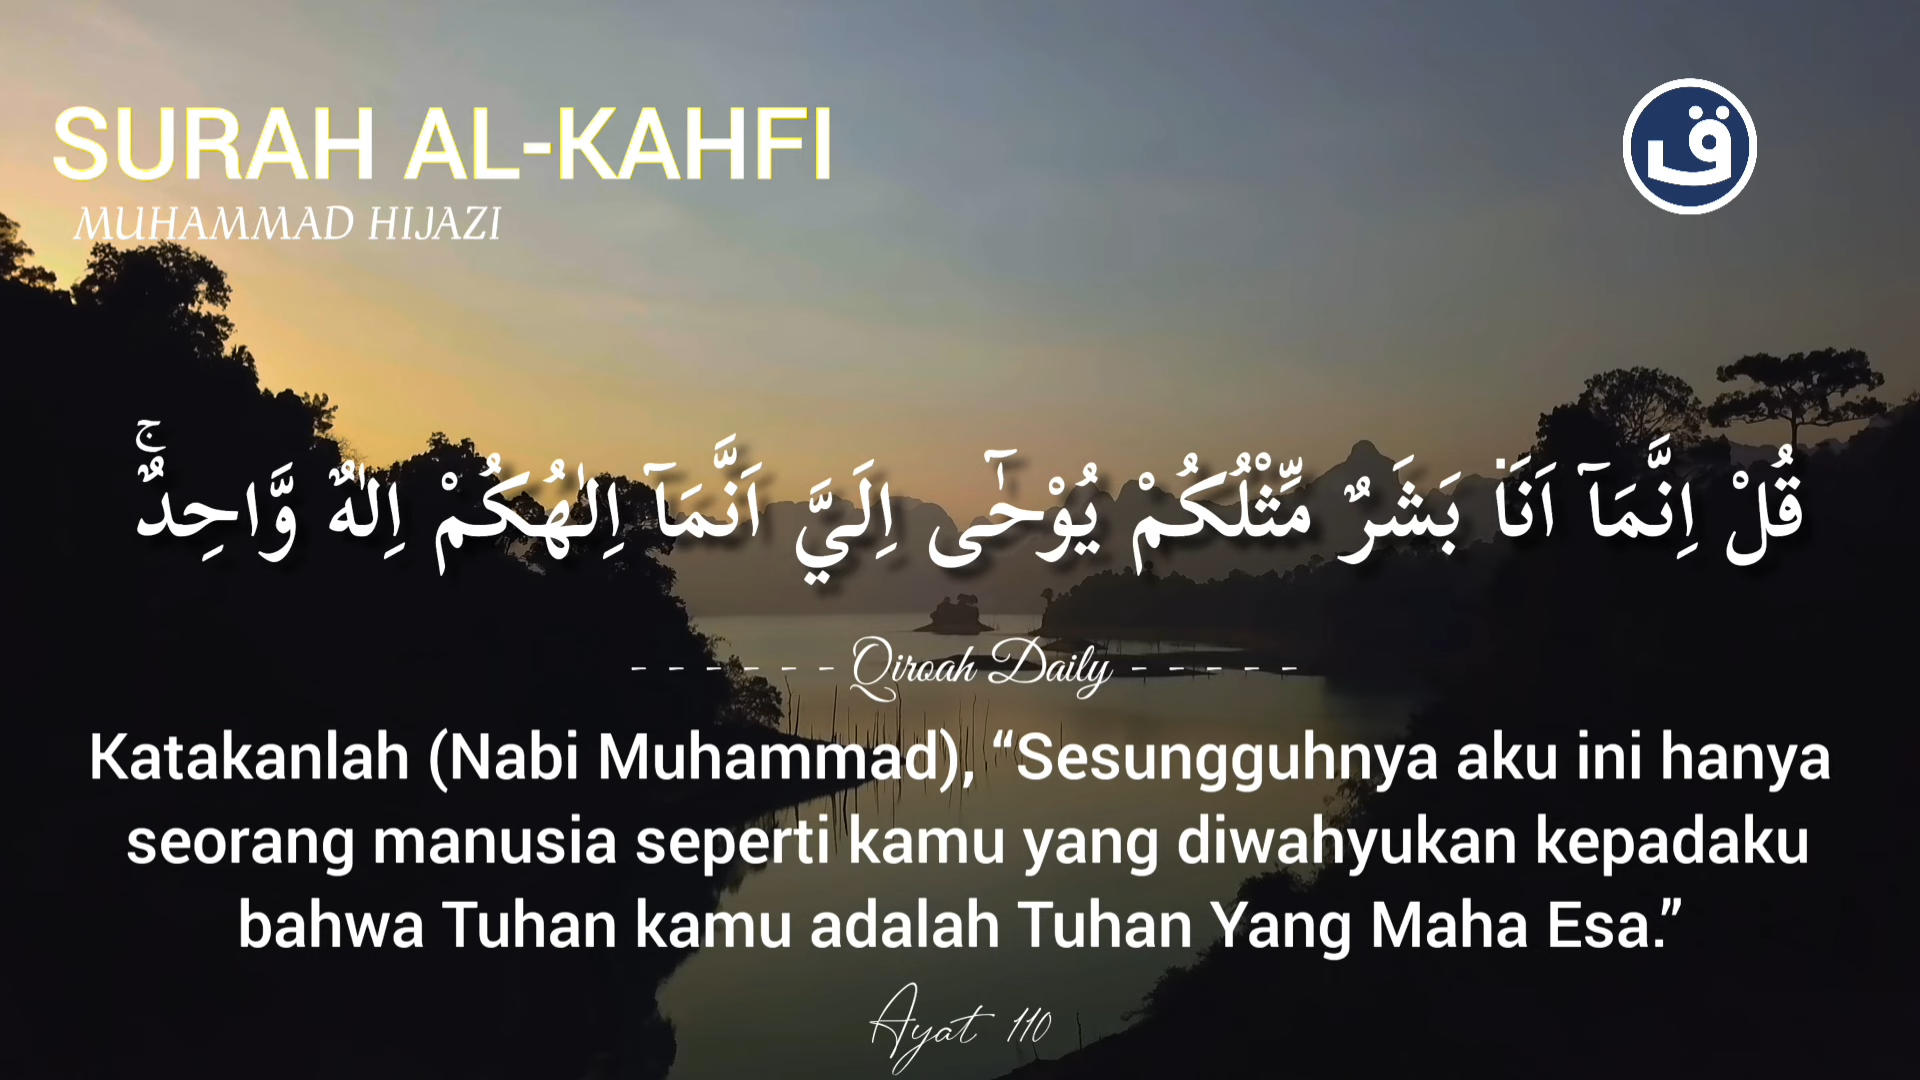 SURAH AL-KAHFI
MUHAMMAD HIJAZI
ق
قُلْ اِنَّمَآ اَنَا۠ بَشَرٌ مِّثْلُكُمْ يُوْحٰٓى اِلَيَّ اَنَّمَآ اِلٰهُكُمْ اِلٰهٌ وَّاحِدٌۚ
- - - - - - Qiroah Daily - - - - -
Katakanlah (Nabi Muhammad), “Sesungguhnya aku ini hanya
seorang manusia seperti kamu yang diwahyukan kepadaku
bahwa Tuhan kamu adalah Tuhan Yang Maha Esa.”
Ayat 110